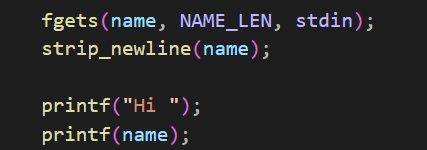 fgets(name, NAME_LEN, stdin);
strip_newline(name);
printf("Hi ");
printf(name);